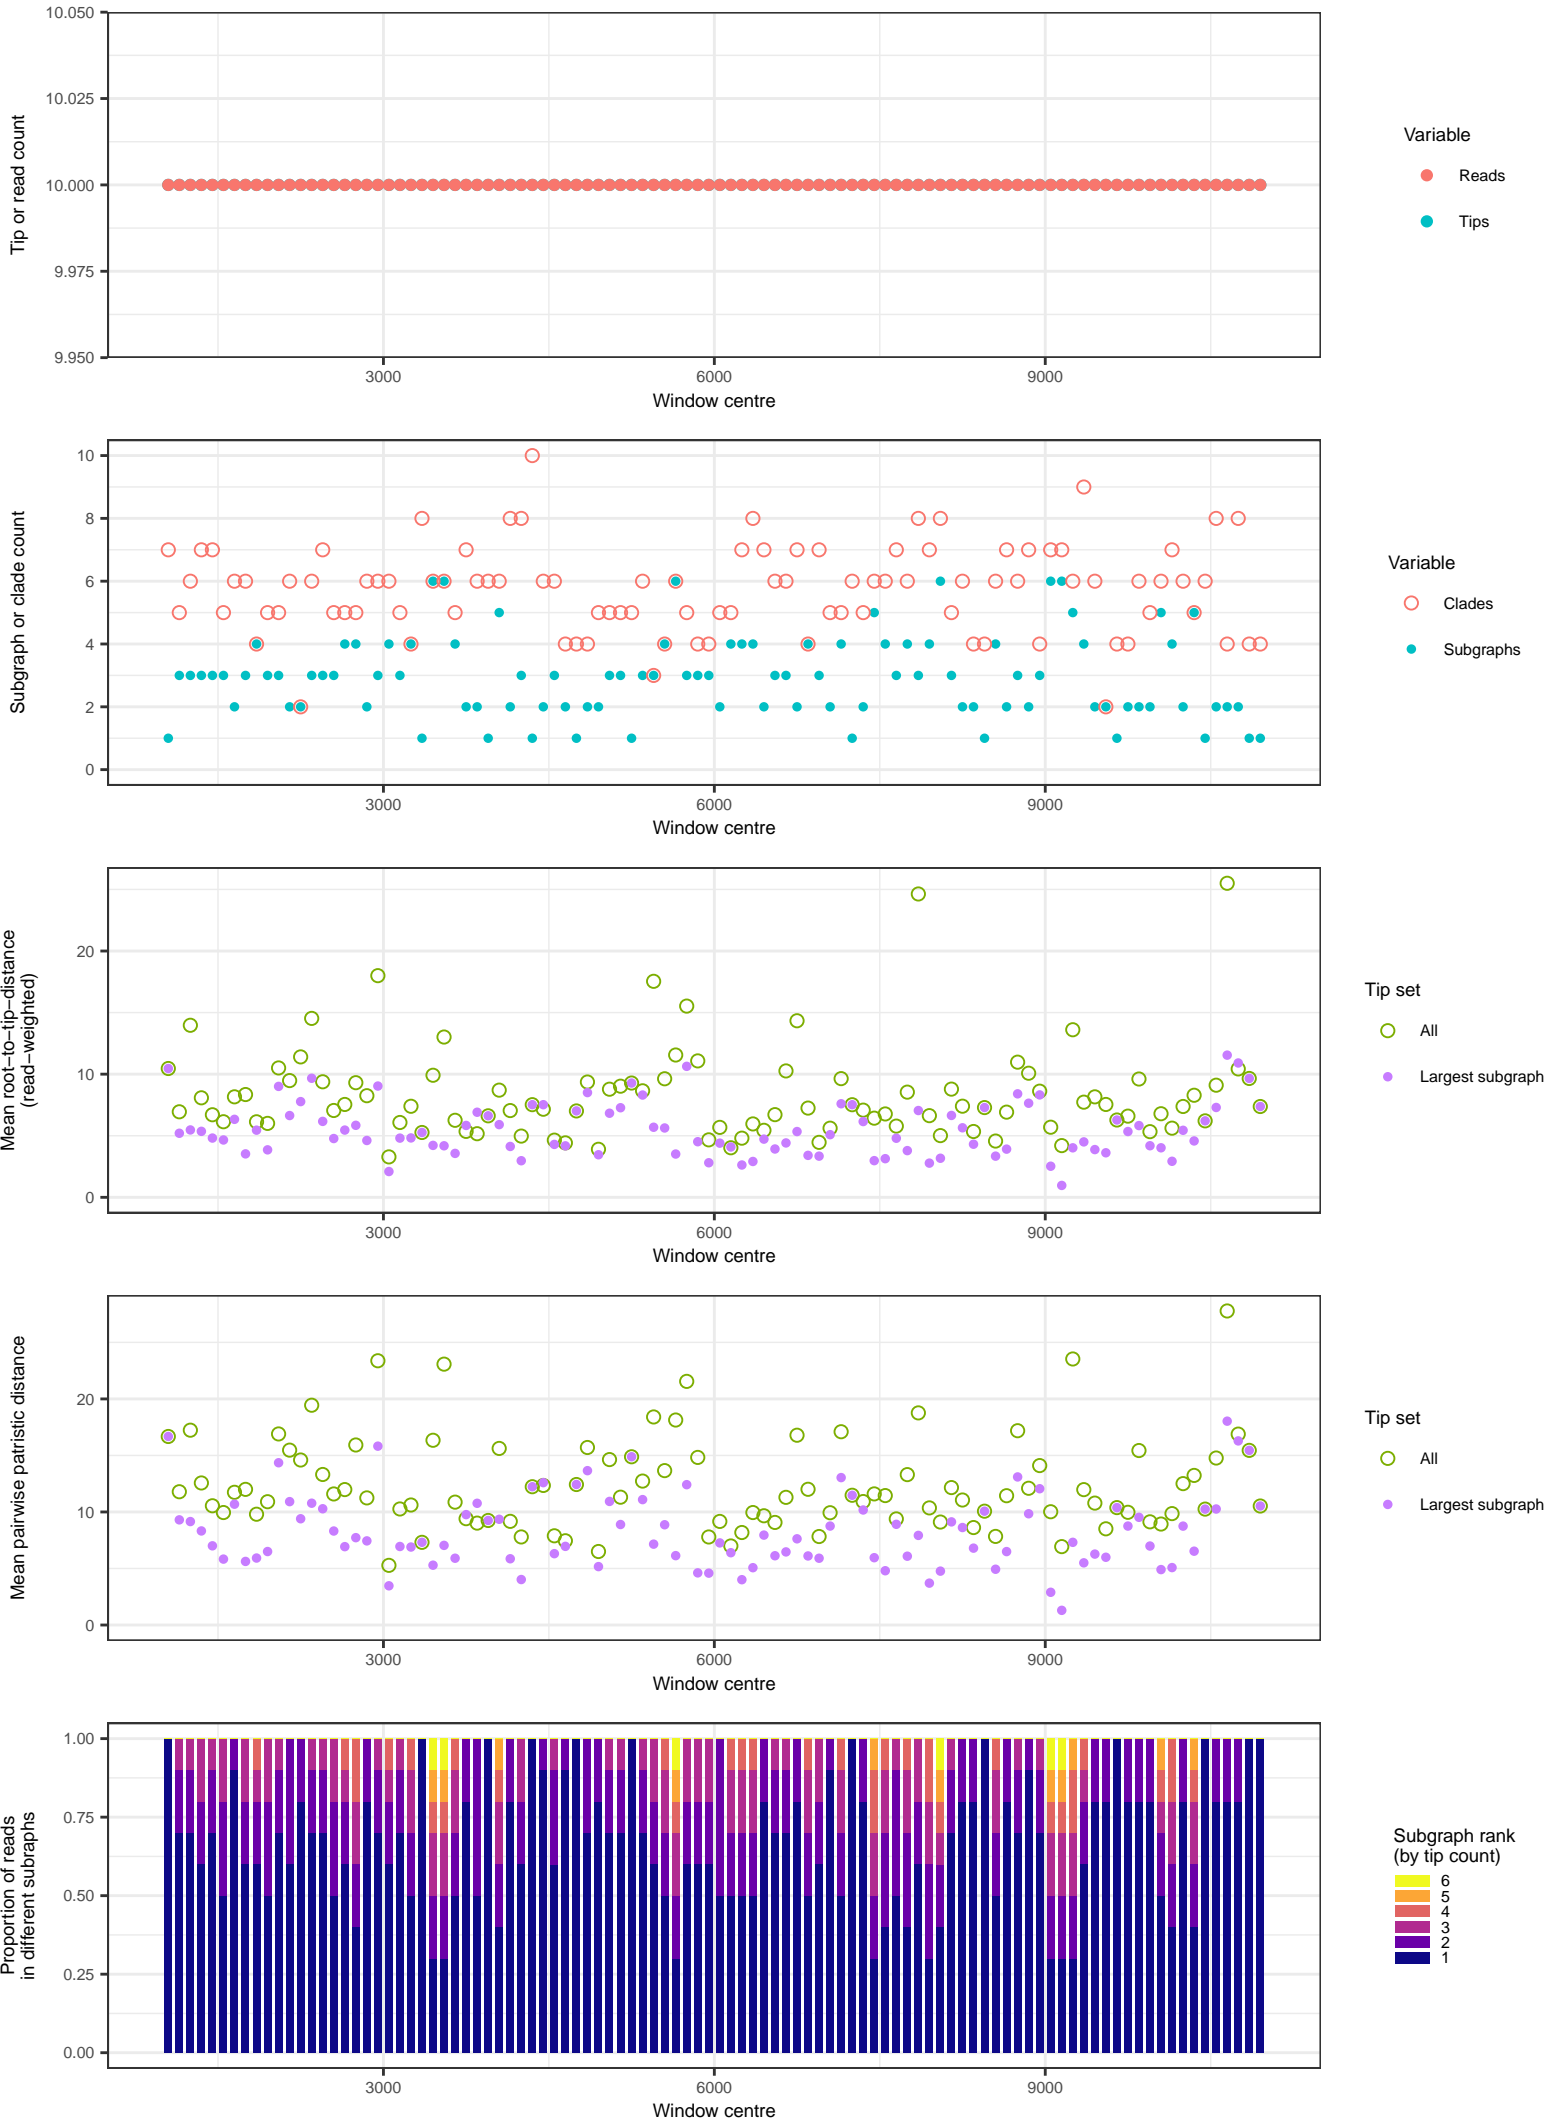 10.050
10.025
10.000
9.975
9.950
Tip or read count
3000
6000
9000
Window centre
Variable
Reads
Tips
10
8
6
4
2
0
Subgraph or clade count
3000
6000
9000
Window centre
Variable
Clades
Subgraphs
20
10
0
Mean root−to−tip−distance
(read−weighted)
3000
6000
9000
Window centre
Tip set
All
Largest subgraph
20
10
0
Mean pairwise patristic distance
3000
6000
9000
Window centre
Tip set
All
Largest subgraph
1.00
0.75
0.50
0.25
0.00
Proportion of reads
in different subraphs
3000
6000
9000
Window centre
Subgraph rank
(by tip count)
6
5
4
3
2
1